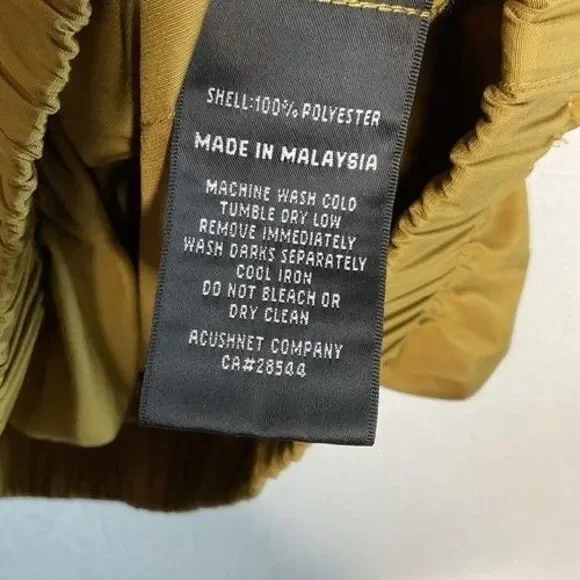 SHELL:100% POLYESTER
MADE IN MALAYSIA
MACHINE WASH COLD
TUMBLE DRY LOW
REMOVE IMMEDIATELY
WASH DARKS SEPARATELY
COOL IRON
DO NOT BLEACH OR
DRY CLEAN
ACUSHNET COMPANY
CA#28544